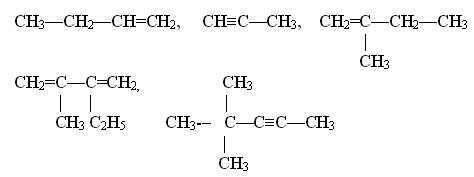 CH3—CH2—CH=CH2, CH≡C—CH3, CH2=C—CH2—CH3
|
CH3
CH2=C—C=CH2, CH3
| | |
CH3 C2H5 CH3-- C—C≡C—CH3
|
CH3